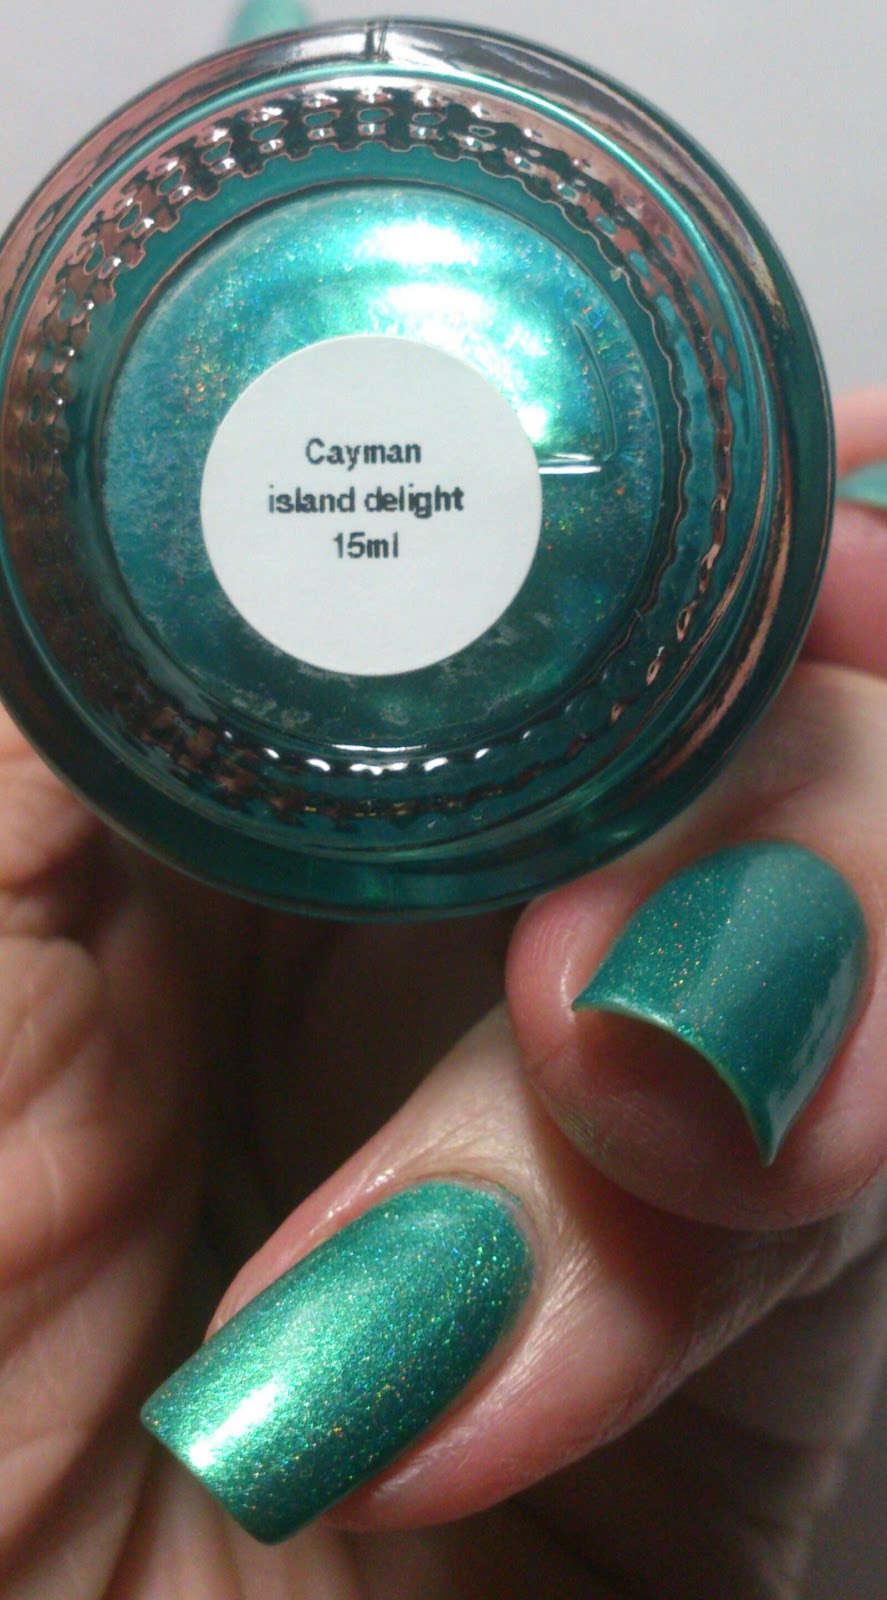 Cayman
island delight
15ml